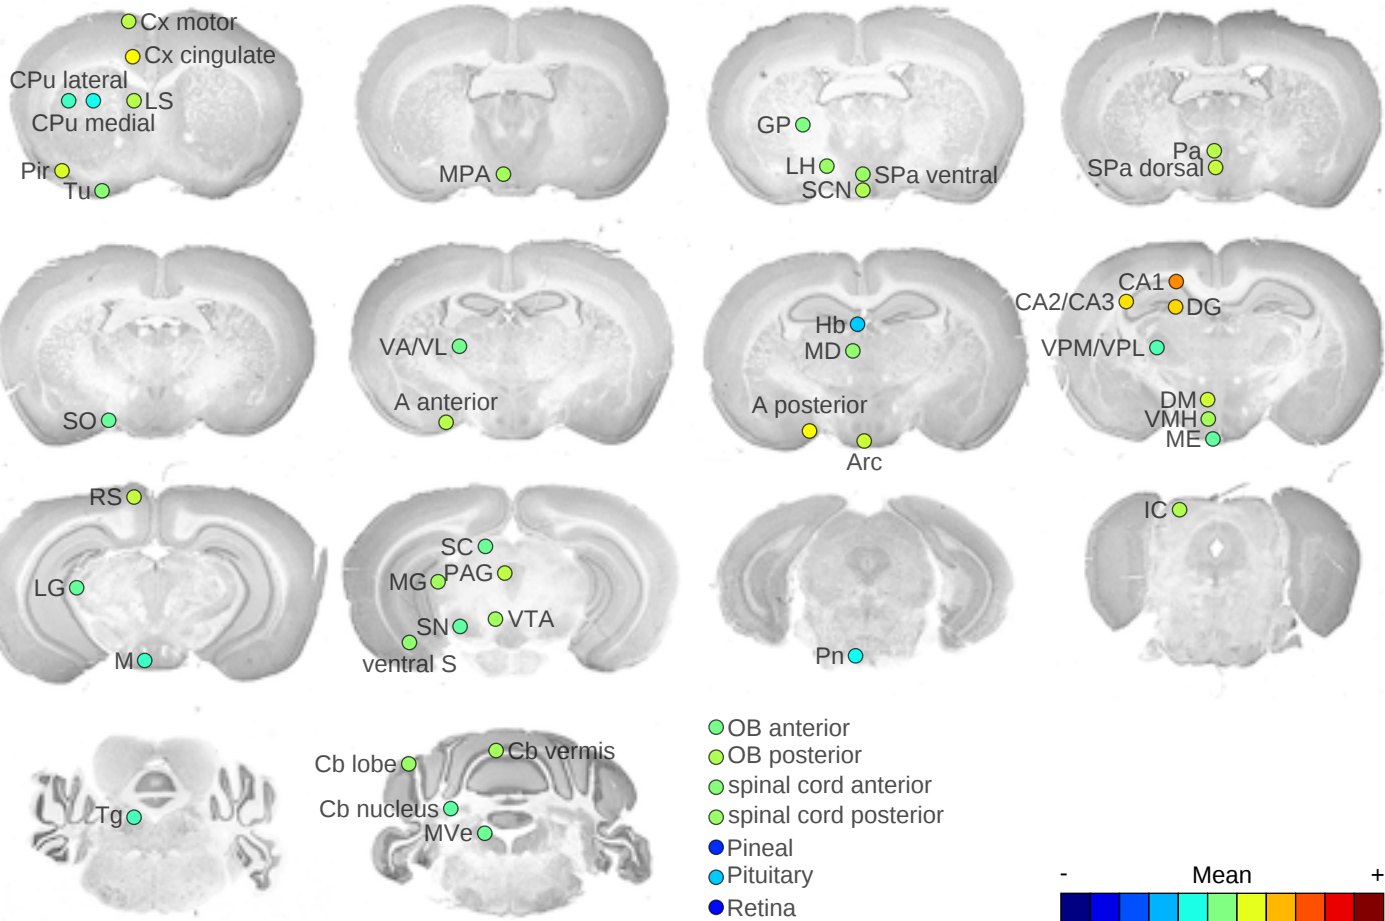 Cx motor
Cx cingulate
CPu lateral
LS
CPu medial
Pir
Tu
MPA
GP
LH
SPa ventral
SCN
Pa
SPa dorsal
SO
VA/VL
A anterior
Hb
MD
A posterior
Arc
CA1
CA2/CA3
DG
VPM/VPL
DM
VMH
ME
RS
LG
M
SC
MG
PAG
SN
VTA
ventral S
Pn
IC
Tg
Cb lobe
Cb vermis
Cb nucleus
MVe
OB anterior
OB posterior
spinal cord anterior
spinal cord posterior
Pineal
Pituitary
Retina
- Mean +